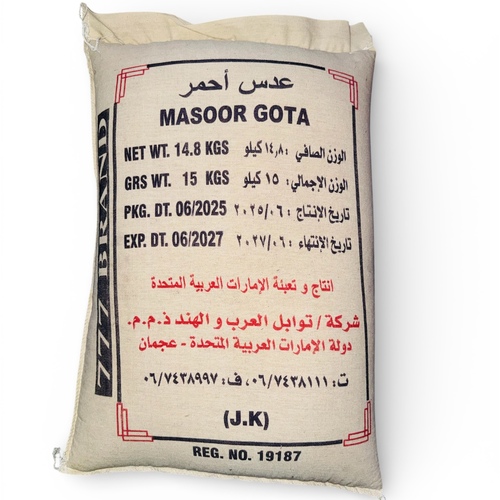 عدس أحمر
MASOOR GOTA
NET WT. 14.8 KGS الوزن الصافي : ١٤،٨ كيلو
GRS WT. 15 KGS الوزن الإجمالي : ١٥ كيلو
PKG. DT. 06/2025 تاريخ الإنتاج : ٢٠٢٥/٠٦
EXP. DT. 06/2027 تاريخ الإنتهاء : ٢٠٢٧/٠٦
انتاج و تعبئة الإمارات العربية المتحدة
شركة / توابل العرب و الهند ذ.م.م.
دولة الإمارات العربية المتحدة - عجمان
ت: ٠٦/٧٤٣٨١١١، ف: ٠٦/٧٤٣٨٩٩٧
(J.K)
REG. NO. 19187
777 BRAND